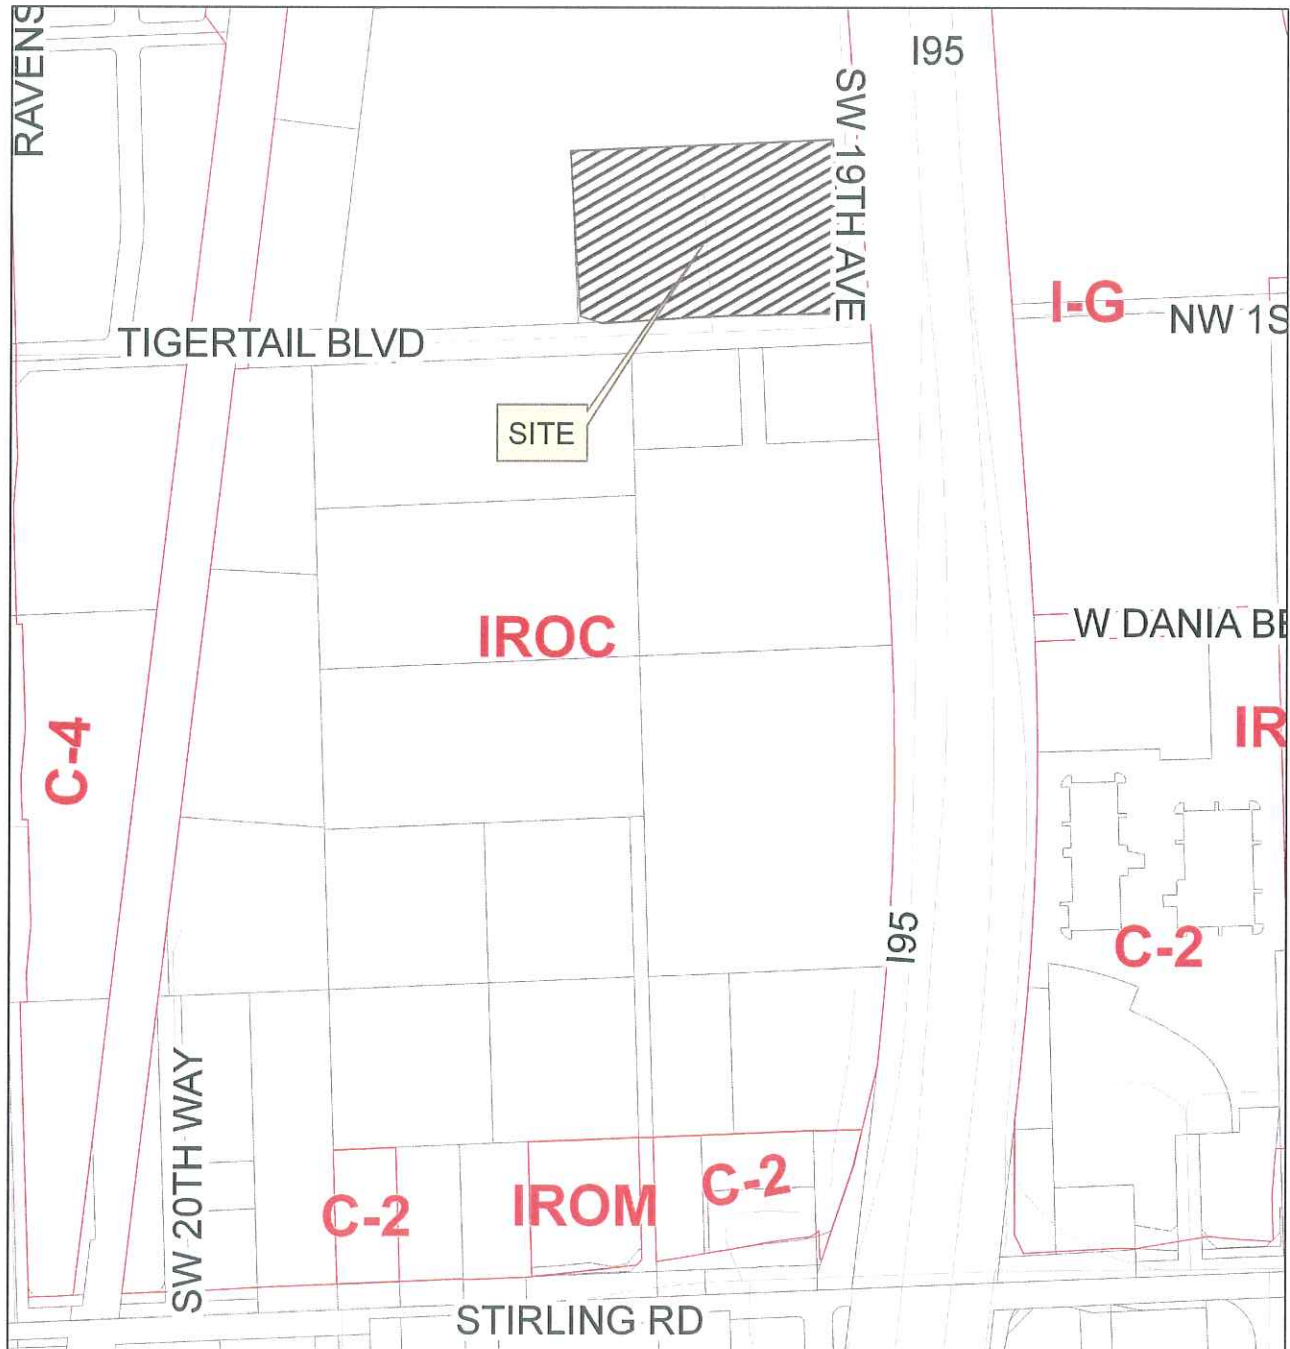 RAVENS
I95
SW 19TH AVE
I-G
NW 1S
TIGERTAIL BLVD
SITE
IROC
W DANIA BE
IR
C-4
I95
C-2
SW 20TH WAY
C-2
IROM
C-2
STIRLING RD